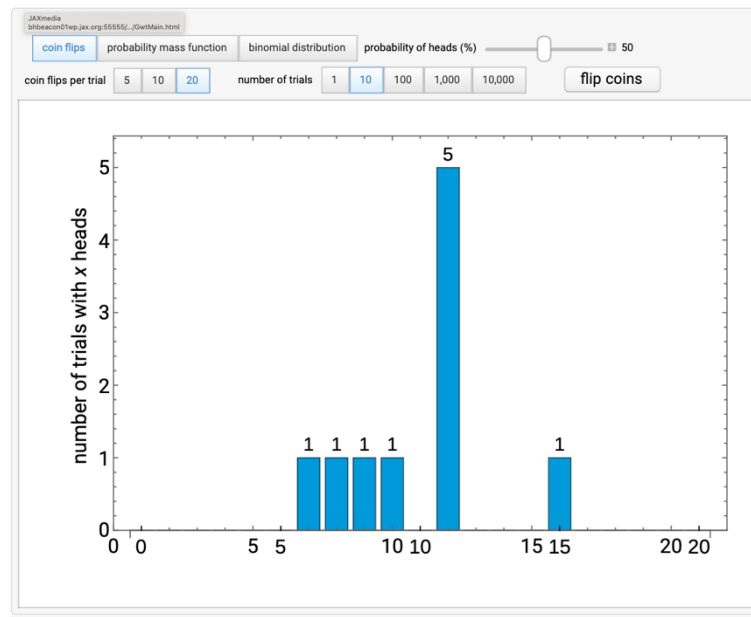 JAXmedia
bhbeacon01wp.jax.org:55555/.../GwtMain.html
coin flips probability mass function binomial distribution probability of heads (%) 50
coin flips per trial 5 10 20 number of trials 1 10 100 1,000 10,000 flip coins
5
5
4
number of trials with x heads
3
2
1 1 1 1 1
1
0
0 0 5 5 10 10 15 15 20 20